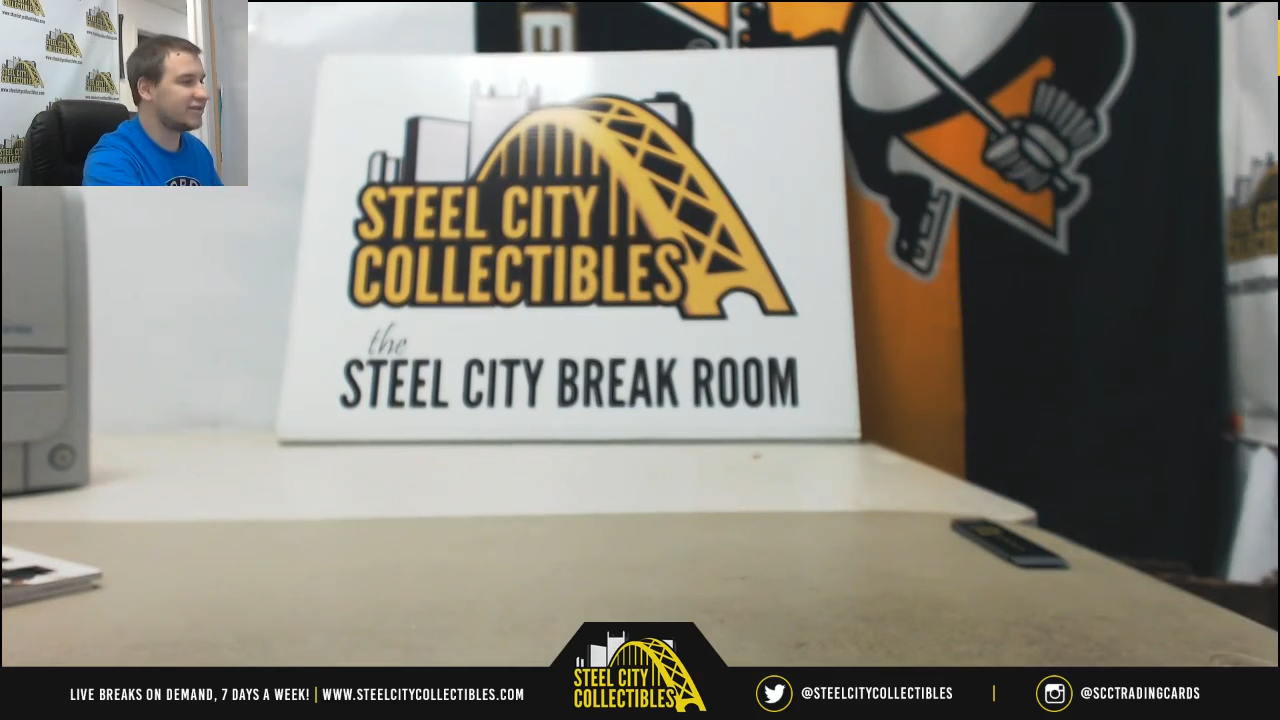 STEEL CITY
COLLECTIBLES
the
STEEL CITY BREAK ROOM
LIVE BREAKS ON DEMAND, 7 DAYS A WEEK! | WWW.STEELCITYCOLLECTIBLES.COM
STEEL CITY
COLLECTIBLES
@STEELCITYCOLLECTIBLES
@SCCTRADINGCARDS